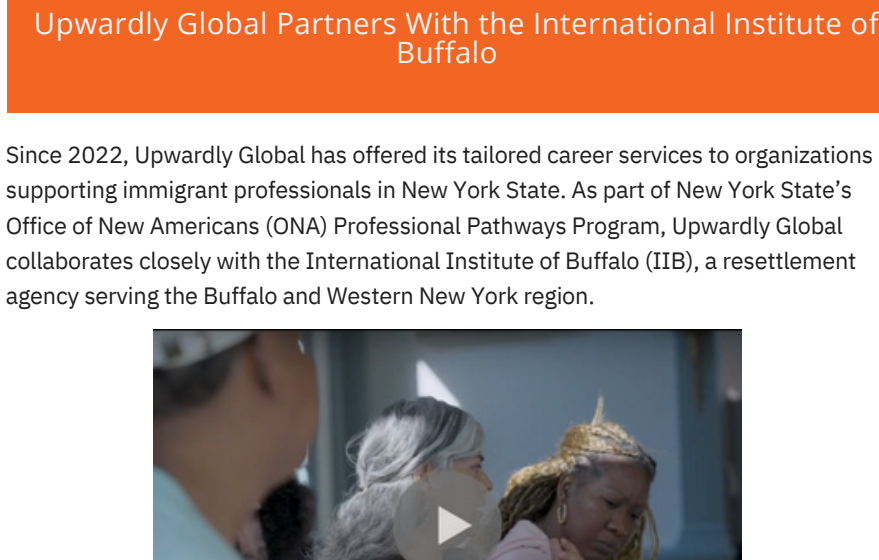 Upwardly Global Partners With the International Institute of
Buffalo
Since 2022, Upwardly Global has offered its tailored career services to organizations
supporting immigrant professionals in New York State. As part of New York State’s
Office of New Americans (ONA) Professional Pathways Program, Upwardly Global
collaborates closely with the International Institute of Buffalo (IIB), a resettlement
agency serving the Buffalo and Western New York region.